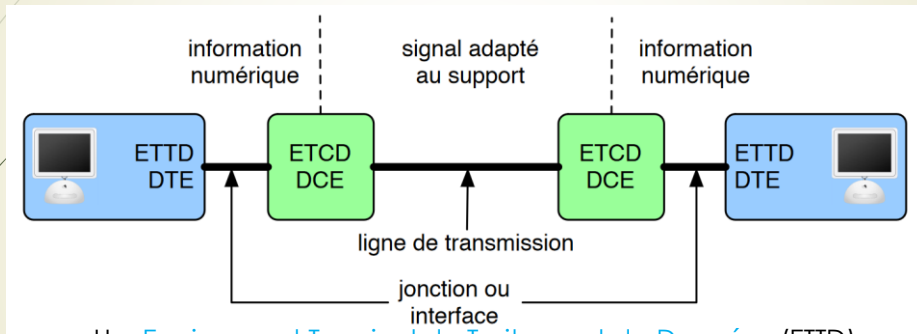 information
numérique
signal adapté
au support
information
numérique
ETTD
DTE
ETCD
DCE
ETCD
DCE
ETTD
DTE
ligne de transmission
jonction ou
interface
(ETTD)